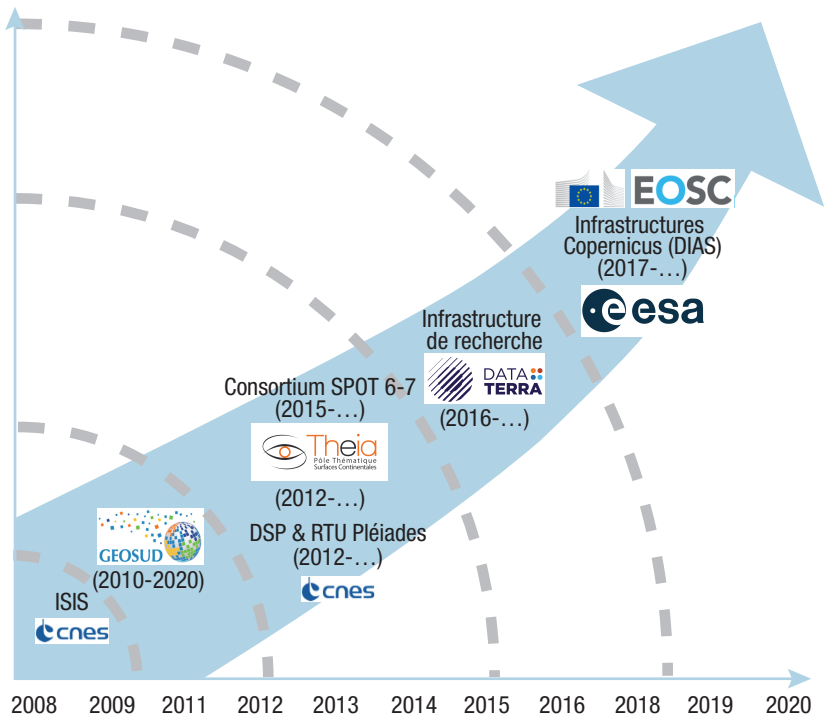 EOSC
Infrastructures
Copernicus (DIAS)
(2017-…)
esa
Infrastructure
de recherche
DATA
TERRA
(2016-…)
Consortium SPOT 6-7
(2015-…)
Theia
Pôle Thématique
Surfaces Continentales
(2012-…)
DSP & RTU Pléiades
(2012-…)
cnes
GEOSUD
(2010-2020)
ISIS
cnes
2008 2009 2011 2012 2013 2014 2015 2016 2018 2019 2020